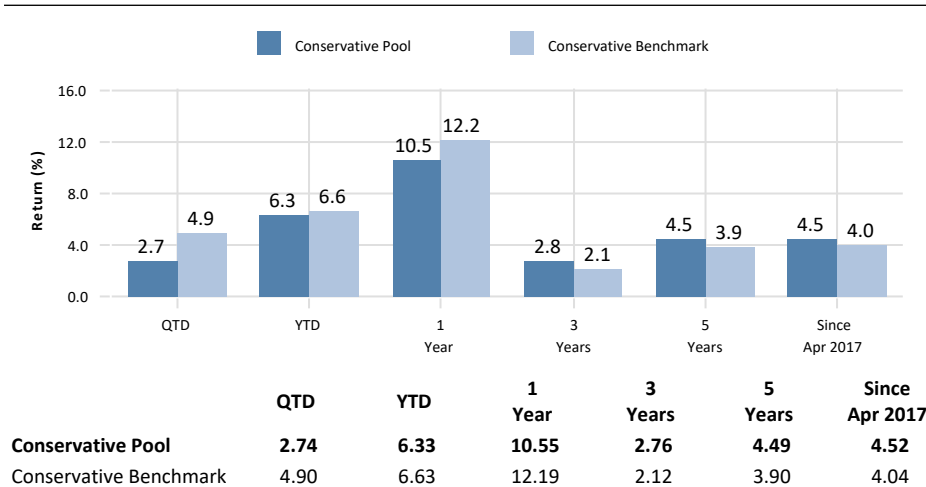 Conservative Pool Conservative Benchmark
16.0
12.0
8.0
4.0
0.0
Return (%)
2.7 4.9 6.3 6.6 10.5 12.2 2.8 2.1 4.5 3.9 4.5 4.0
QTD YTD 1 3 5 Since
Year Years Years Apr 2017
1 3 5 Since
QTD YTD Year Years Years Apr 2017
Conservative Pool 2.74 6.33 10.55 2.76 4.49 4.52
Conservative Benchmark 4.90 6.63 12.19 2.12 3.90 4.04